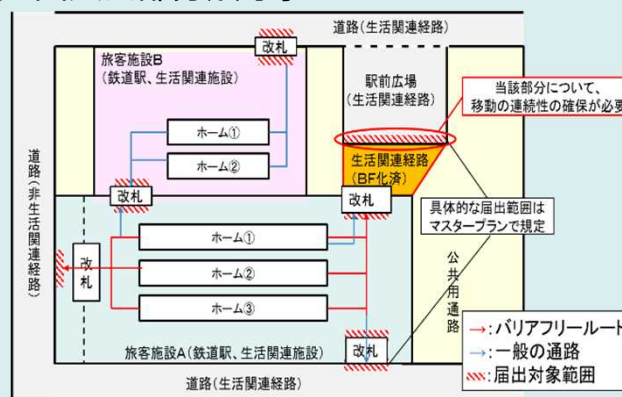 道路(生活関連経路)
改札
旅客施設B
(鉄道駅、生活関連施設)
駅前広場
(生活関連経路)
当該部分について、
移動の連続性の確保が必要
ホーム①
ホーム②
生活関連経路
(BF化済)
道路(非生活関連経路)
改札
改札
具体的な届出範囲は
マスタープランで規定
ホーム①
改札
ホーム②
公共用通路
ホーム③
→:バリアフリールート
→:一般の通路
:届出対象範囲
旅客施設A(鉄道駅、生活関連施設)
改札
道路(生活関連経路)